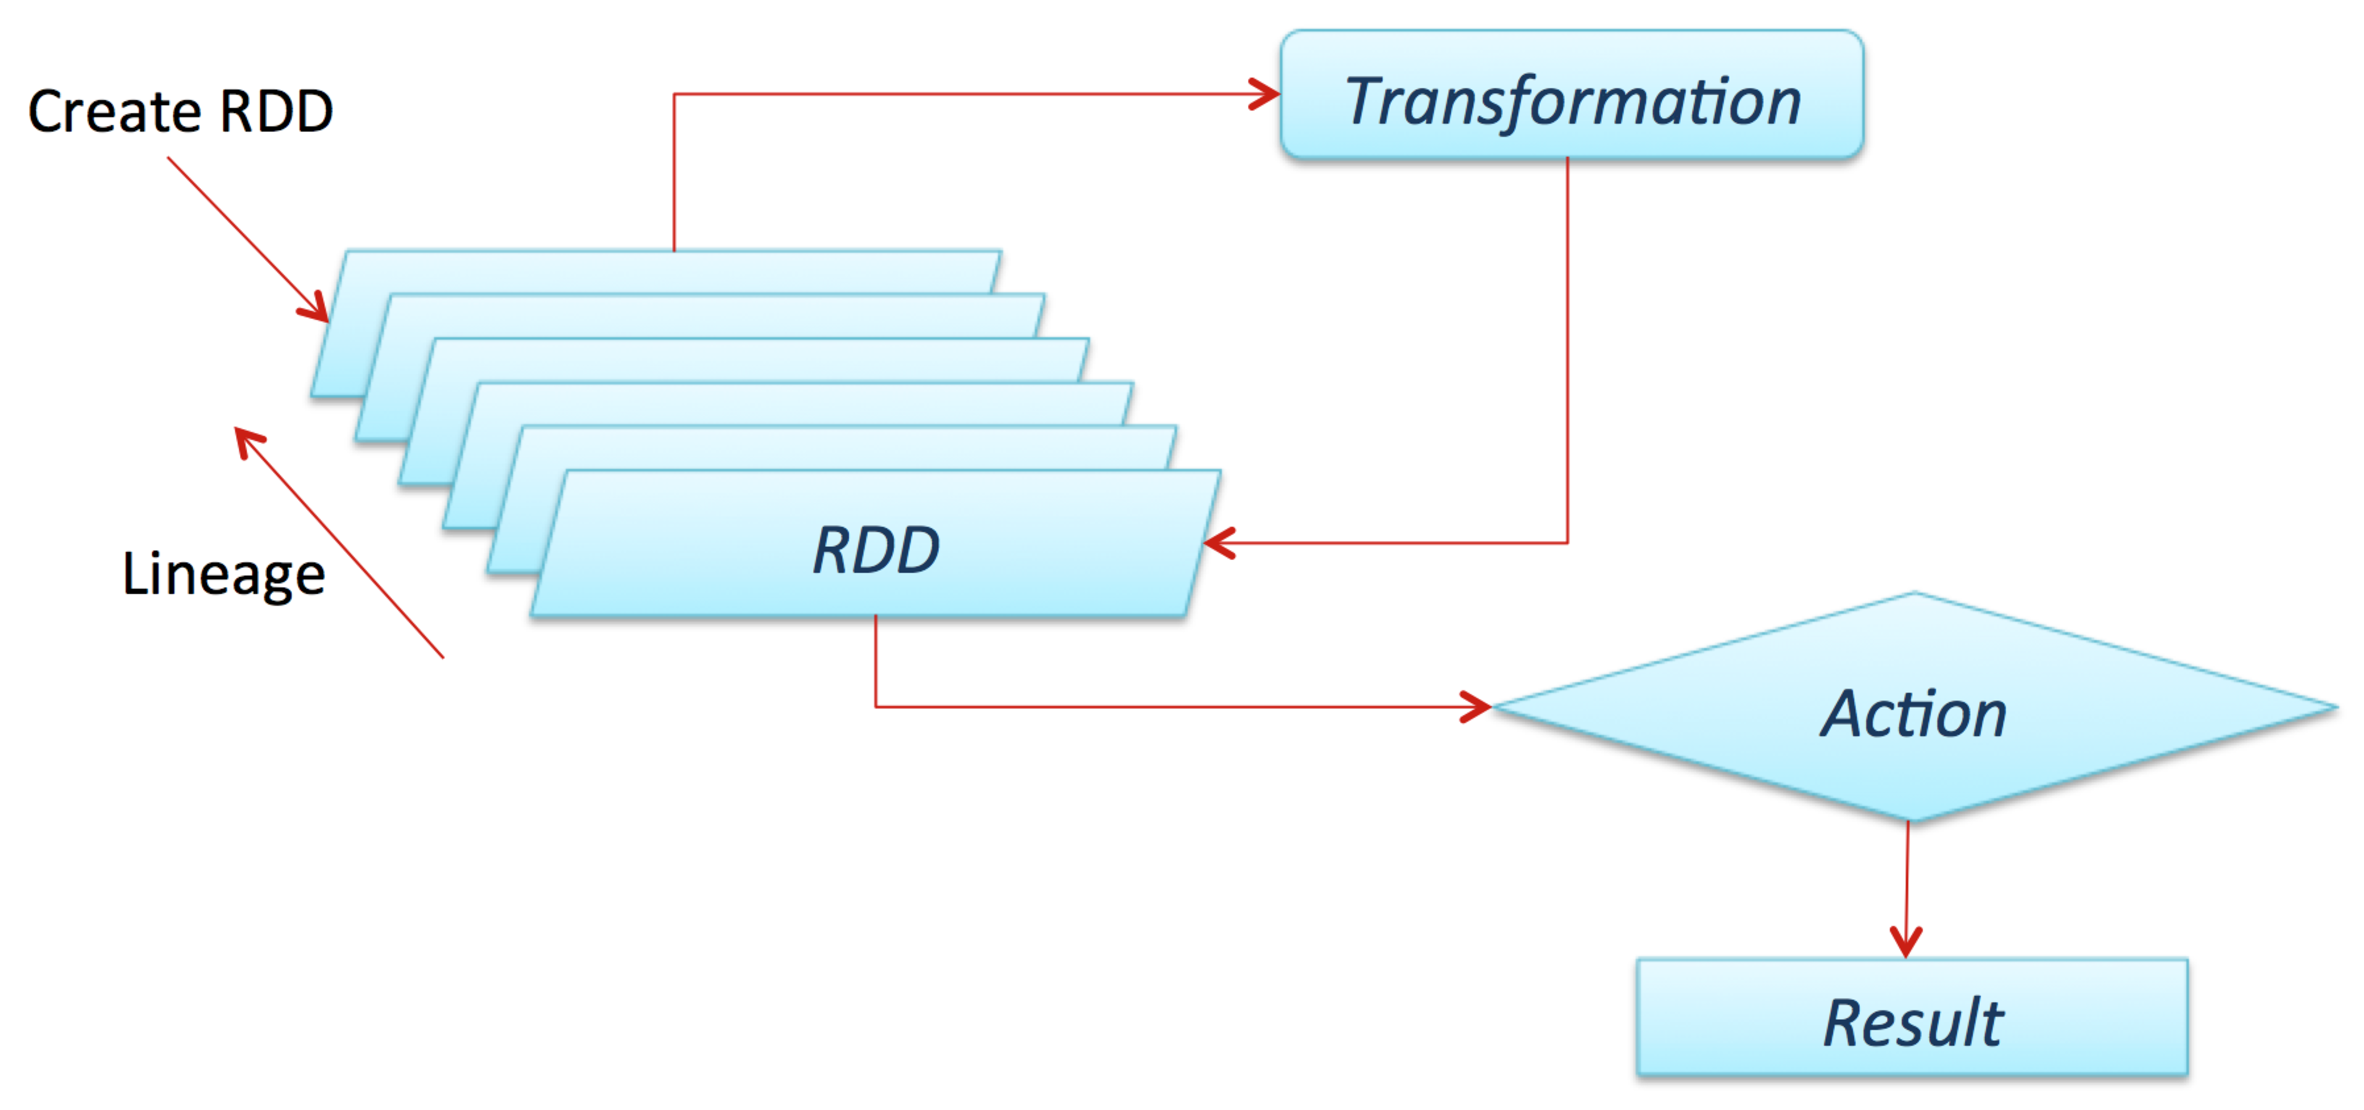 Transformation
Create RDD
RDD
Lineage
Action
Result